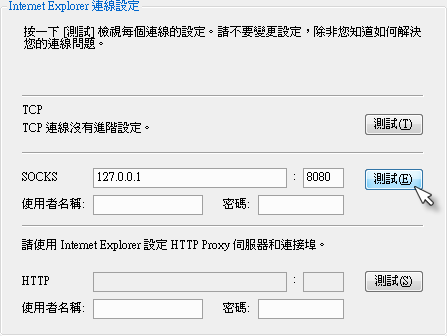 Internet Explorer 連線設定
按一下 [測試] 檢視每個連線的設定。請不要變更設定，除非您知道如何解決
您的連線問題。
TCP
TCP 連線沒有進階設定。
測試(T)
SOCKS 127.0.0.1 : 8080 測試(E)
使用者名稱: 密碼:
請使用 Internet Explorer 設定 HTTP Proxy 伺服器和連接埠。
HTTP : 測試(S)
使用者名稱: 密碼: